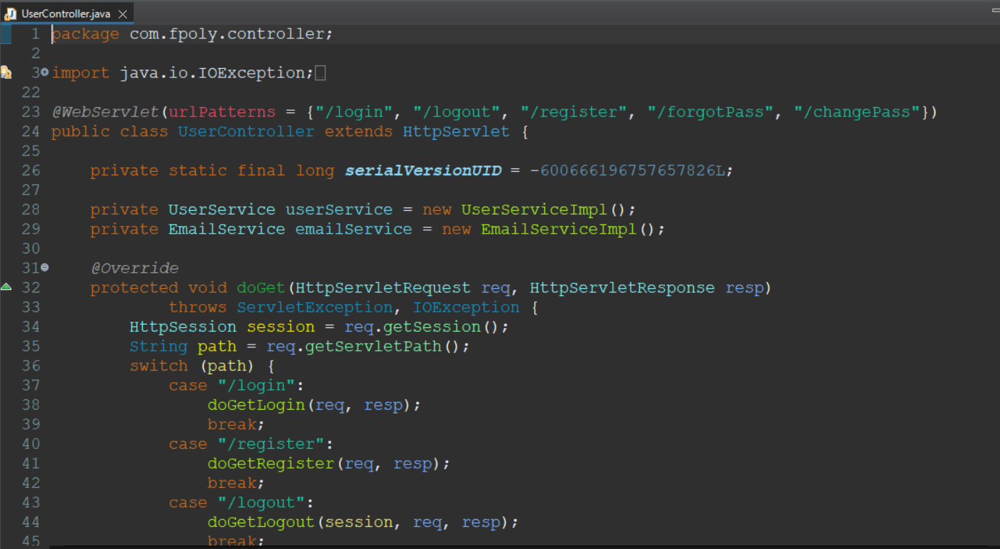 UserController.java
1 package com.fpoly.controller;
2
3 import java.io.IOException;
22
23 @WebServlet(urlPatterns = {"/login", "/logout", "/register", "/forgotPass", "/changePass"})
24 public class UserController extends HttpServlet {
25
26 private static final long serialVersionUID = -6006661967576578​26L;
27
28 private UserService userService = new UserServiceImpl();
29 private EmailService emailService = new EmailServiceImpl();
30
31 @Override
32 protected void doGet(HttpServletRequest req, HttpServletResponse resp)
33 throws ServletException, IOException {
34 HttpSession session = req.getSession();
35 String path = req.getServletPath();
36 switch (path) {
37 case "/login":
38 doGetLogin(req, resp);
39 break;
40 case "/register":
41 doGetRegister(req, resp);
42 break;
43 case "/logout":
44 doGetLogout(session, req, resp);
45 break;